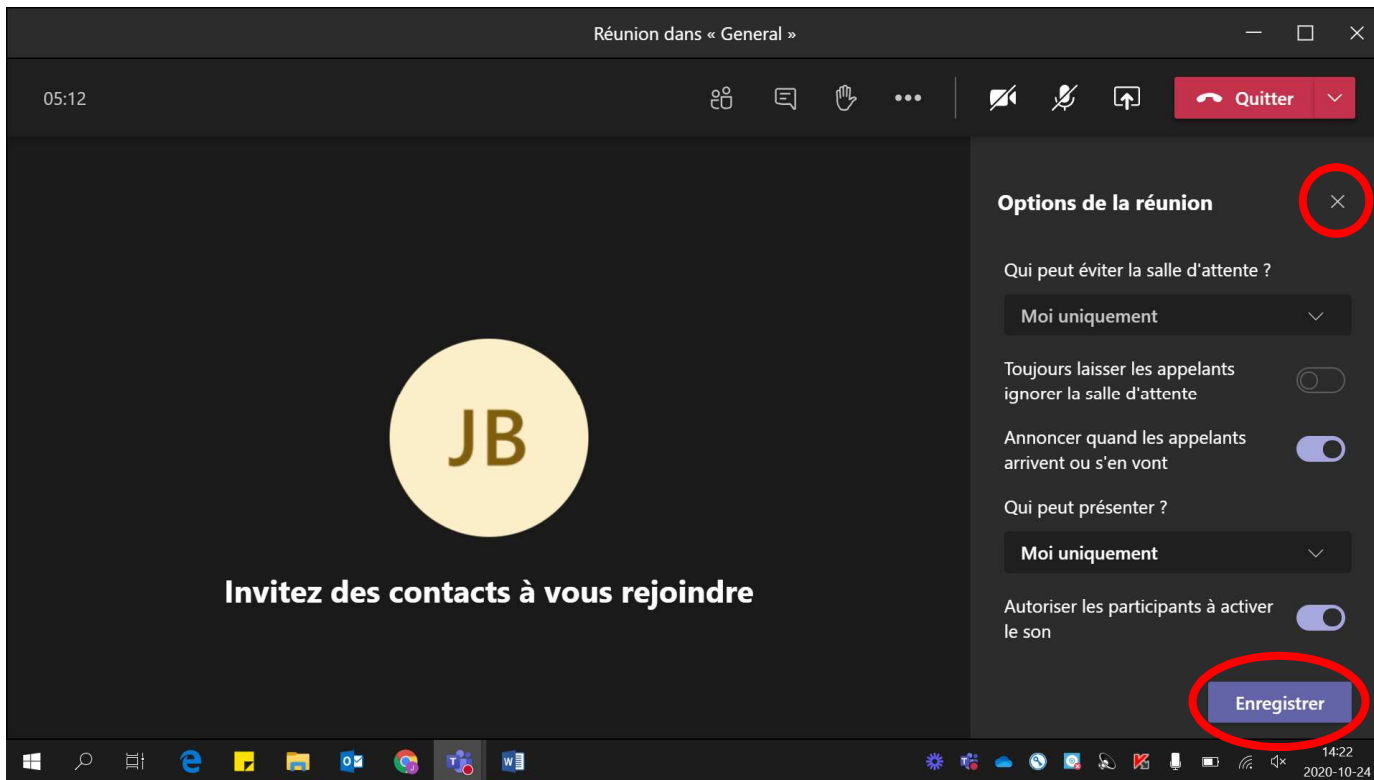 Réunion dans « General »
05:12
Quitter
Options de la réunion
Qui peut éviter la salle d'attente ?
Moi uniquement
Toujours laisser les appelants
ignorer la salle d'attente
Annoncer quand les appelants
arrivent ou s'en vont
Qui peut présenter ?
Moi uniquement
Autoriser les participants à activer
le son
Enregistrer
JB
Invitez des contacts à vous rejoindre
14:22
2020-10-24